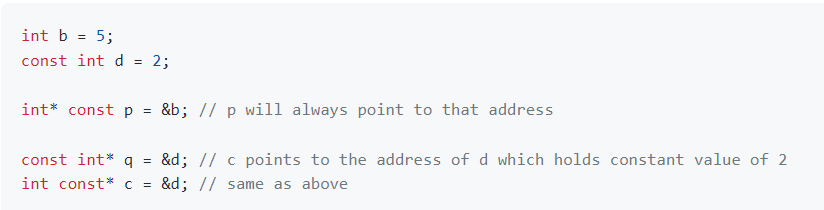 int b = 5;
const int d = 2;
int* const p = &b; // p will always point to that address
const int* q = &d; // c points to the address of d which holds constant value of 2
int const* c = &d; // same as above